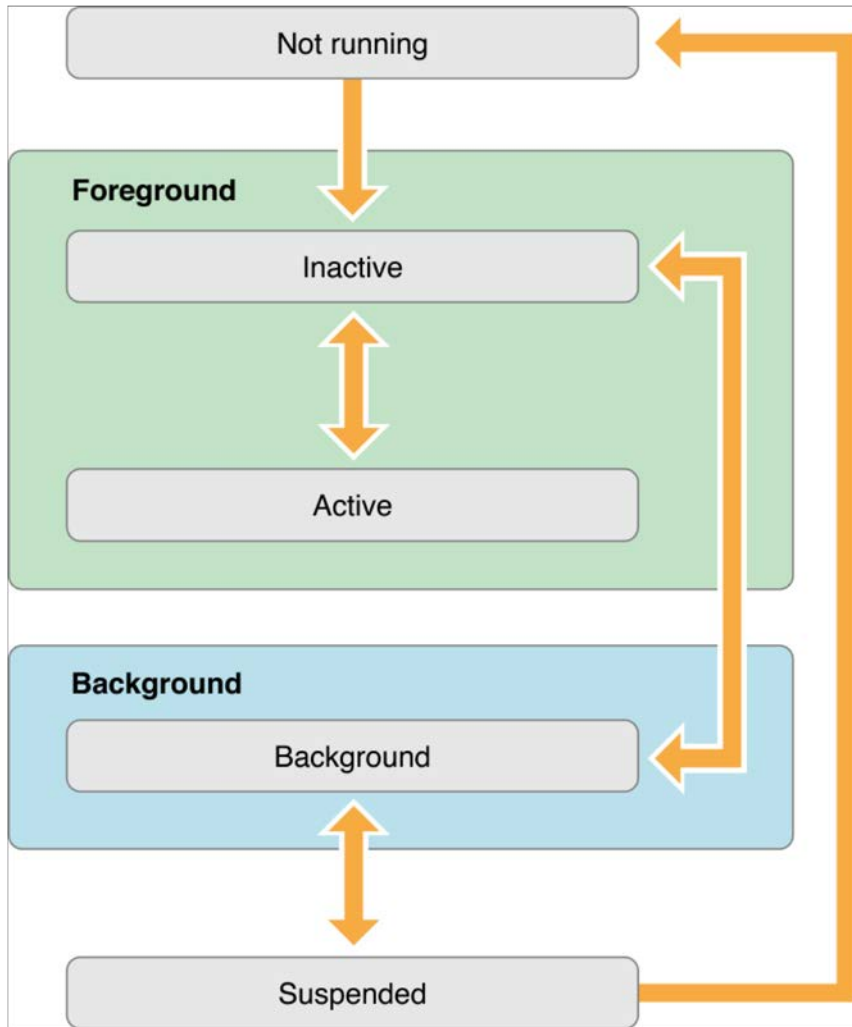 Not running
Foreground
Inactive
Active
Background
Background
Suspended